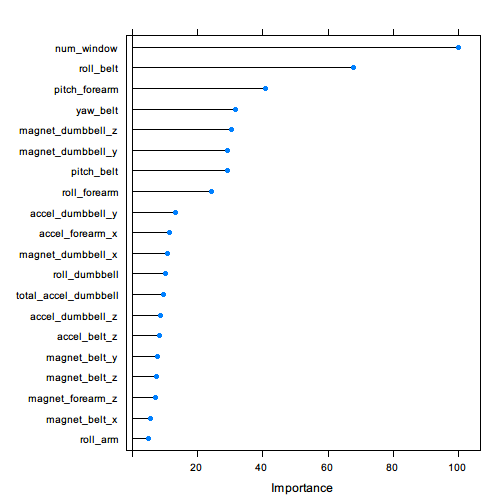 num_window
roll_belt
pitch_forearm
yaw_belt
magnet_dumbbell_z
magnet_dumbbell_y
pitch_belt
roll_forearm
accel_dumbbell_y
accel_forearm_x
magnet_dumbbell_x
roll_dumbbell
total_accel_dumbbell
accel_dumbbell_z
accel_belt_z
magnet_belt_y
magnet_belt_z
magnet_forearm_z
magnet_belt_x
roll_arm
20 40 60 80 100
Importance